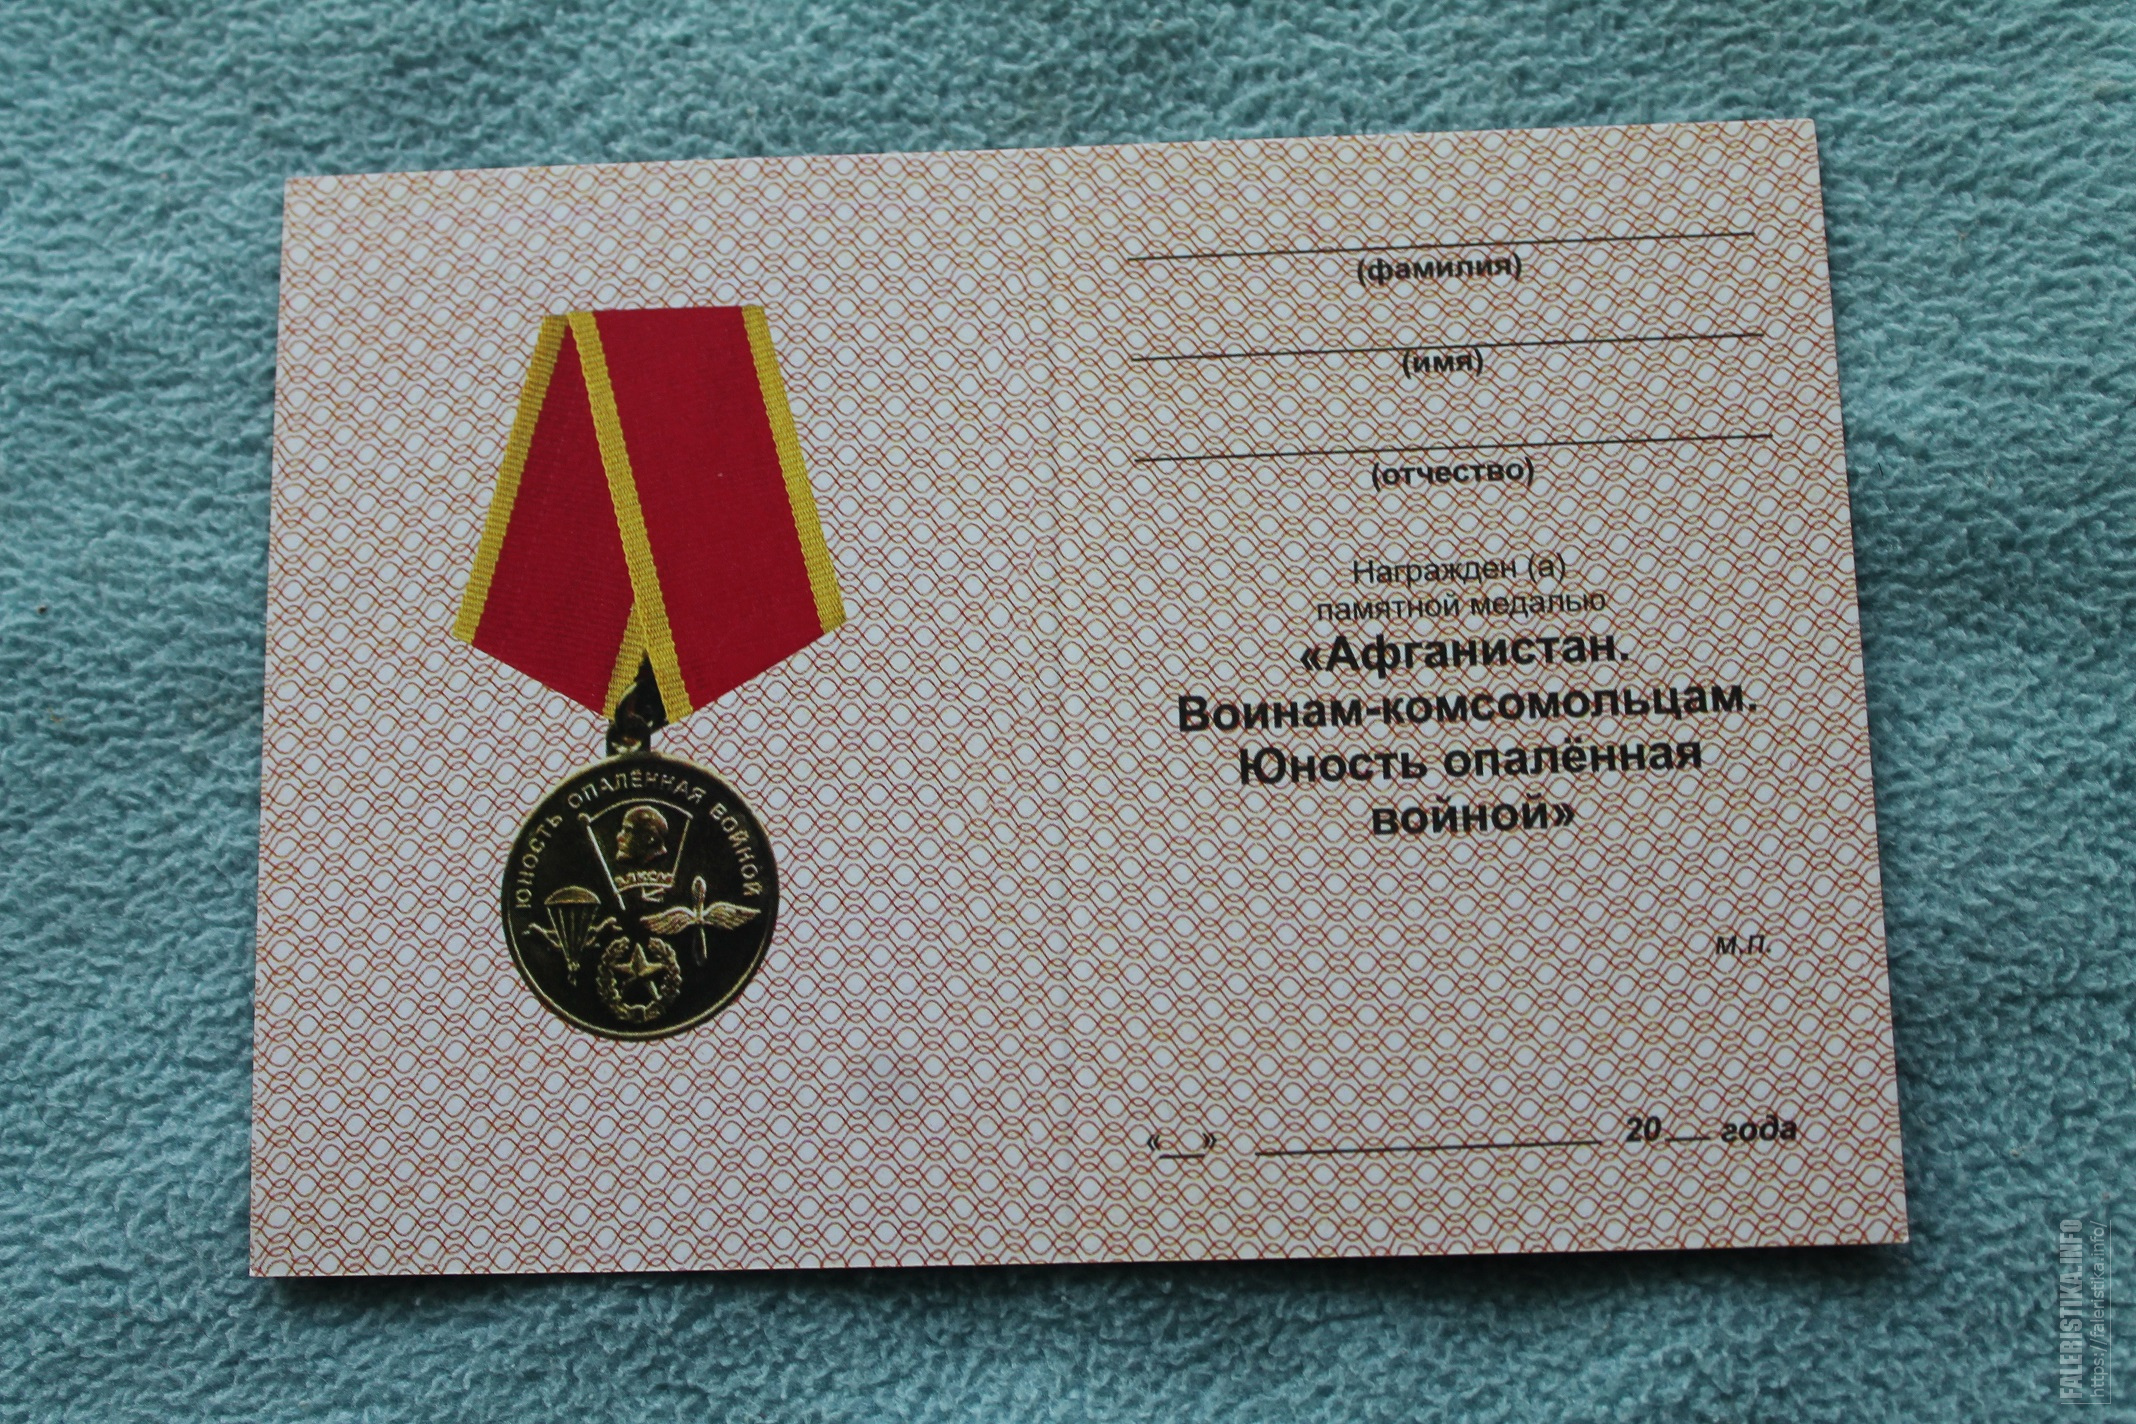 ЮНОСТЬ ОПАЛЁННАЯ ВОЙНОЙ
ВЛКСМ
(фамилия)
(имя)
(отчество)
Награжден (а)
памятной медалью
«Афганистан.
Воинам-комсомольцам.
Юность опалённая
войной»
м.п.
«__» ____________ 20__ года
FALERISTIKA.INFO
https://faleristika.info/